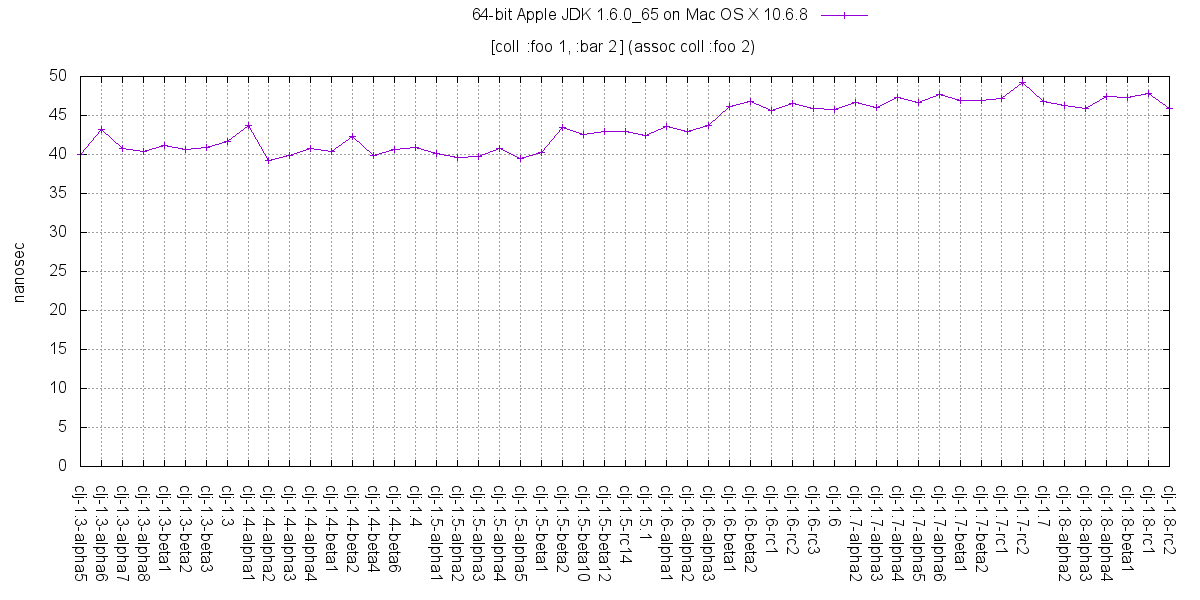 64-bit Apple JDK 1.6.0_65 on Mac OS X 10.6.8
[coll :foo 1, :bar 2] (assoc coll :foo 2)
50
45
40
35
30
25
20
15
10
5
0
nanosec
clj-1.3-alpha5
clj-1.3-alpha6
clj-1.3-alpha7
clj-1.3-alpha8
clj-1.3-beta1
clj-1.3-beta2
clj-1.3-beta3
clj-1.3
clj-1.4-alpha1
clj-1.4-alpha2
clj-1.4-alpha3
clj-1.4-alpha4
clj-1.4-beta1
clj-1.4-beta2
clj-1.4-beta4
clj-1.4-beta6
clj-1.4
clj-1.5-alpha1
clj-1.5-alpha2
clj-1.5-alpha3
clj-1.5-alpha4
clj-1.5-alpha5
clj-1.5-beta1
clj-1.5-beta2
clj-1.5-beta10
clj-1.5-beta12
clj-1.5-rc14
clj-1.5.1
clj-1.6-alpha1
clj-1.6-alpha2
clj-1.6-alpha3
clj-1.6-beta1
clj-1.6-beta2
clj-1.6-rc1
clj-1.6-rc2
clj-1.6-rc3
clj-1.6
clj-1.7-alpha2
clj-1.7-alpha3
clj-1.7-alpha4
clj-1.7-alpha5
clj-1.7-alpha6
clj-1.7-beta1
clj-1.7-beta2
clj-1.7-rc1
clj-1.7-rc2
clj-1.7
clj-1.8-alpha2
clj-1.8-alpha3
clj-1.8-alpha4
clj-1.8-beta1
clj-1.8-rc1
clj-1.8-rc2